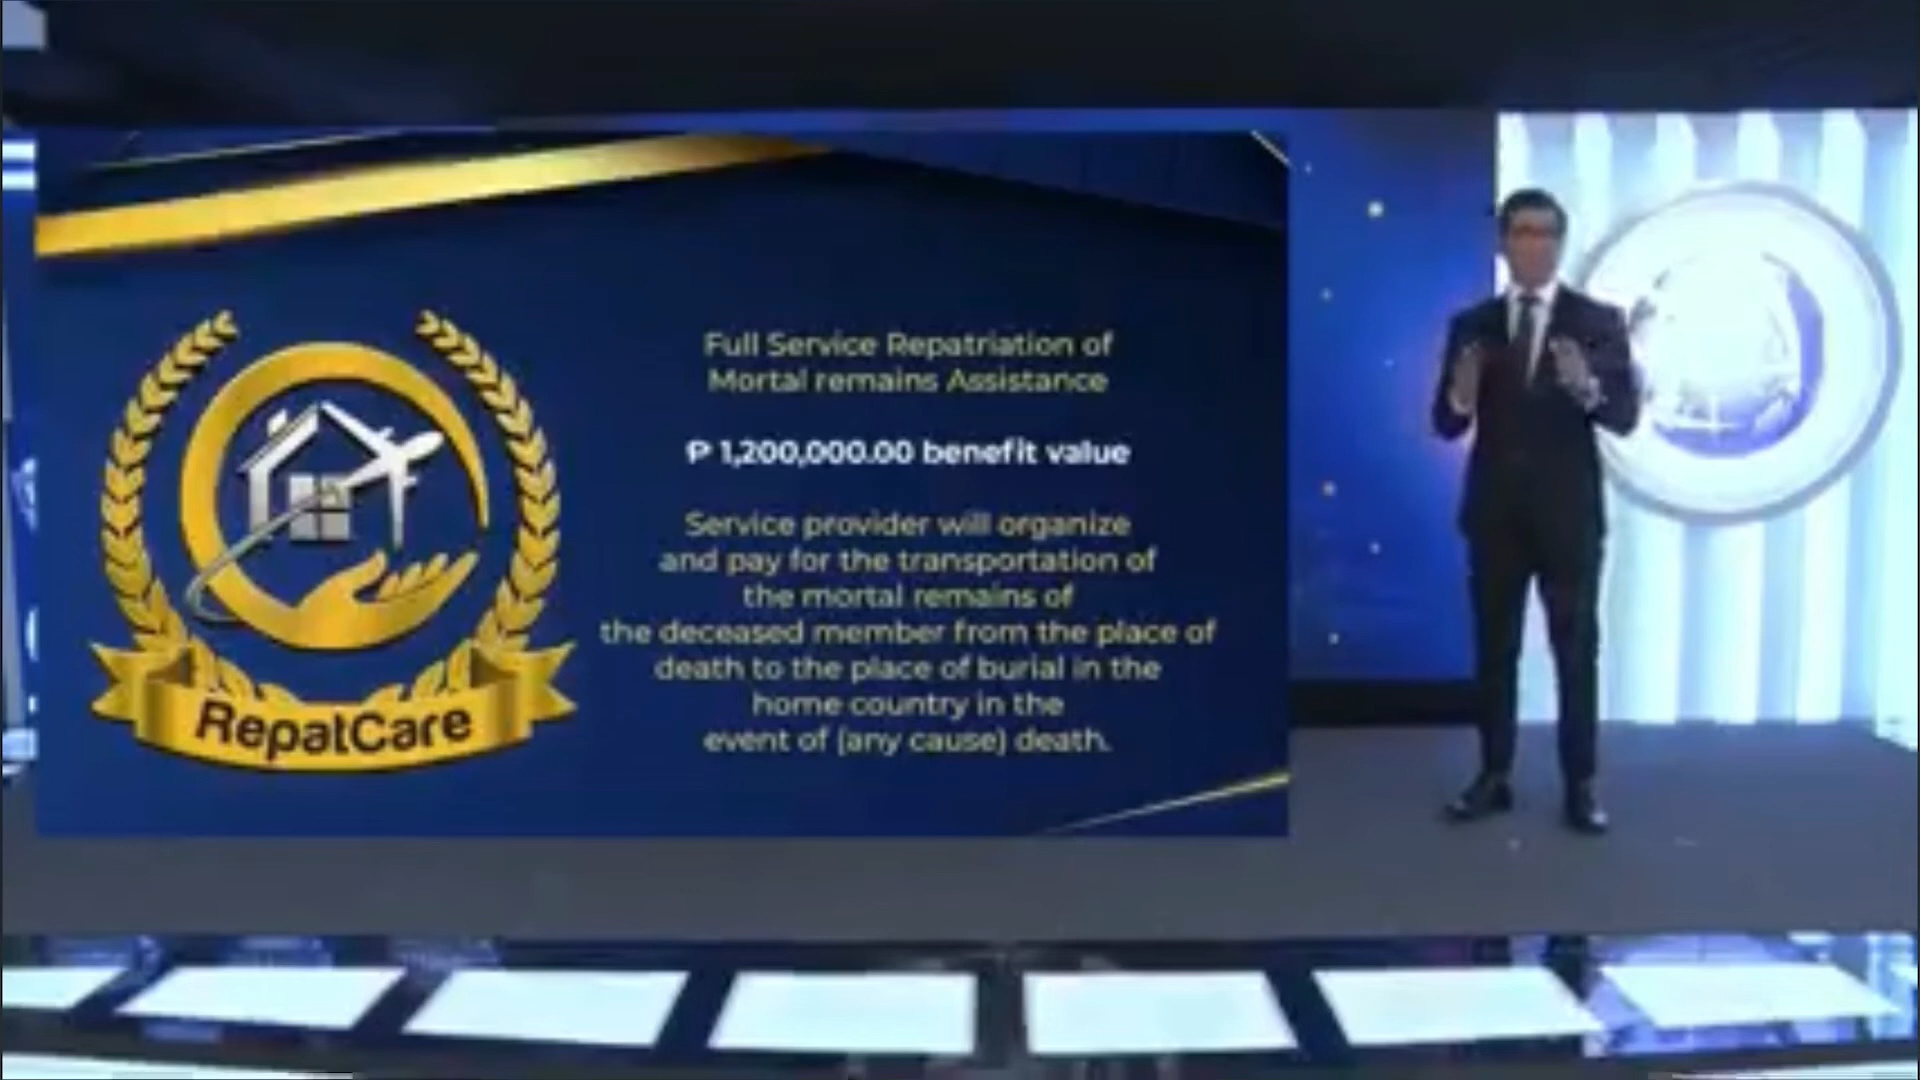 Full Service Repatriation of
Mortal remains Assistance
₱ 1,200,000.00 benefit value
Service provider will organize
and pay for the transportation of
the mortal remains of
the deceased member from the place of
death to the place of burial in the
home country in the
event of (any cause) death.
RepatCare